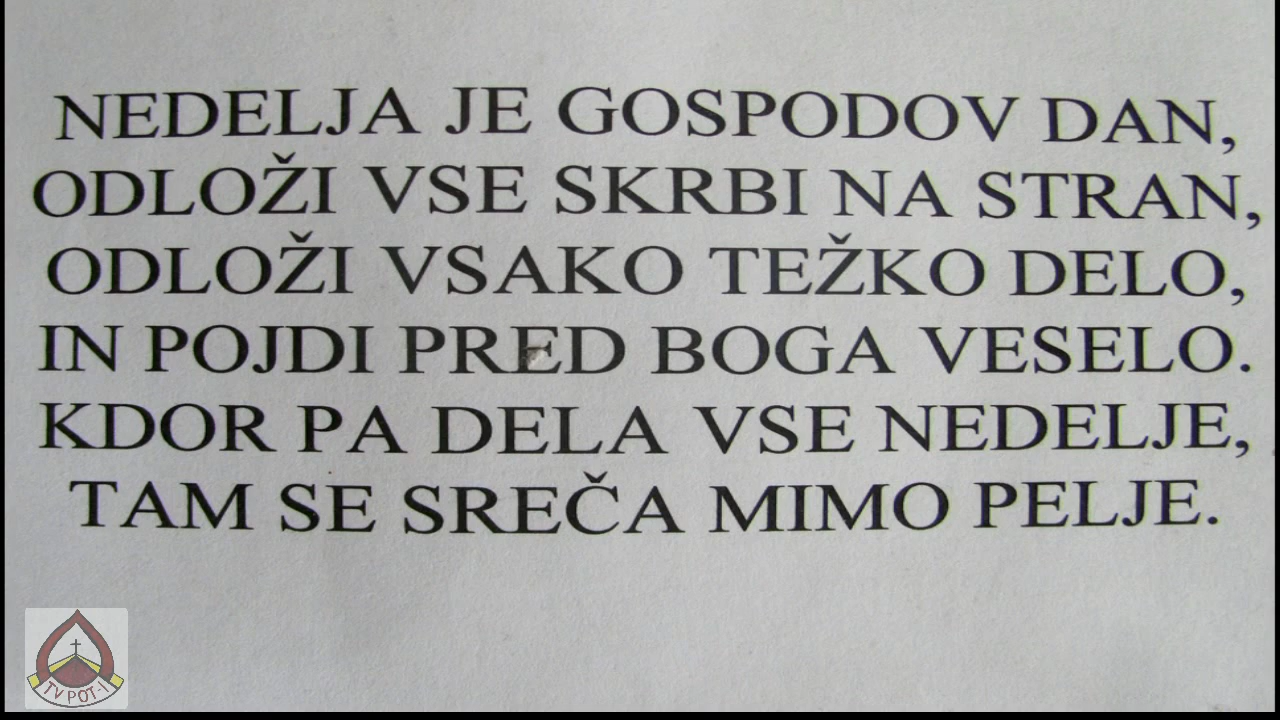 NEDELJA JE GOSPODOV DAN,
ODLOŽI VSE SKRBI NA STRAN,
ODLOŽI VSAKO TEŽKO DELO,
IN POJDI PRED BOGA VESELO.
KDOR PA DELA VSE NEDELJE,
TAM SE SREČA MIMO PELJE.
TV POT-1